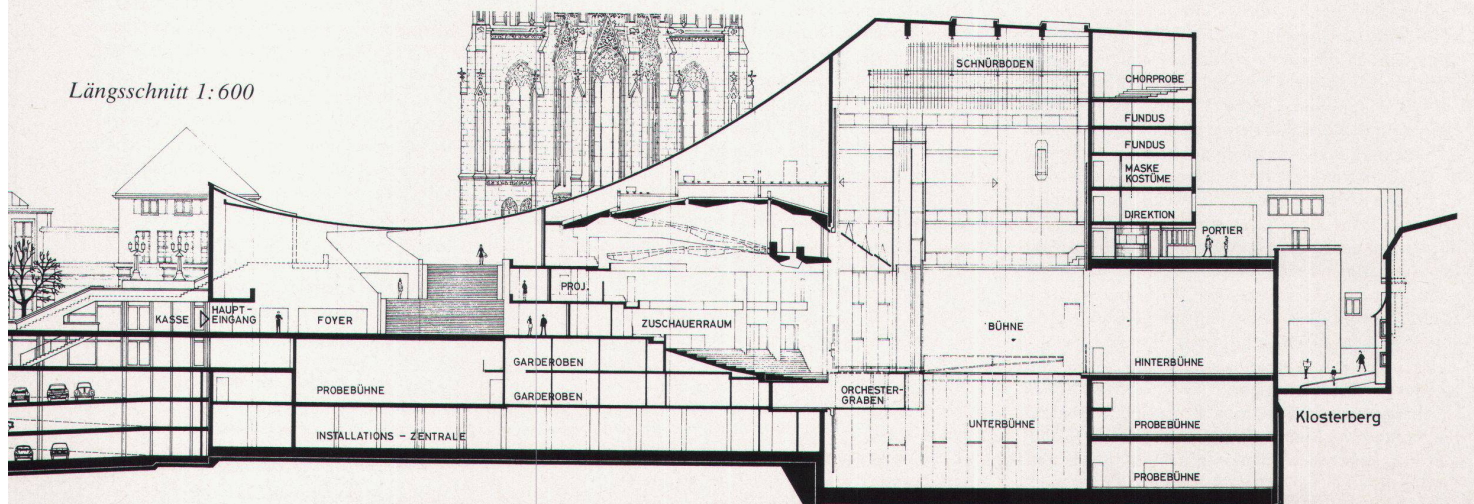 Längsschnitt 1:600
SCHNÜRBODEN
CHORPROBE
FUNDUS
FUNDUS
MASKE
KOSTÜME
DIREKTION
PORTIER
PROJ.
KASSE
HAUPT-
EINGANG
FOYER
ZUSCHAUERRAUM
BÜHNE
HINTERBÜHNE
GARDEROBEN
PROBEBÜHNE
GARDEROBEN
ORCHESTER-
GRABEN
UNTERBÜHNE
PROBEBÜHNE
Klosterberg
INSTALLATIONS - ZENTRALE
PROBEBÜHNE